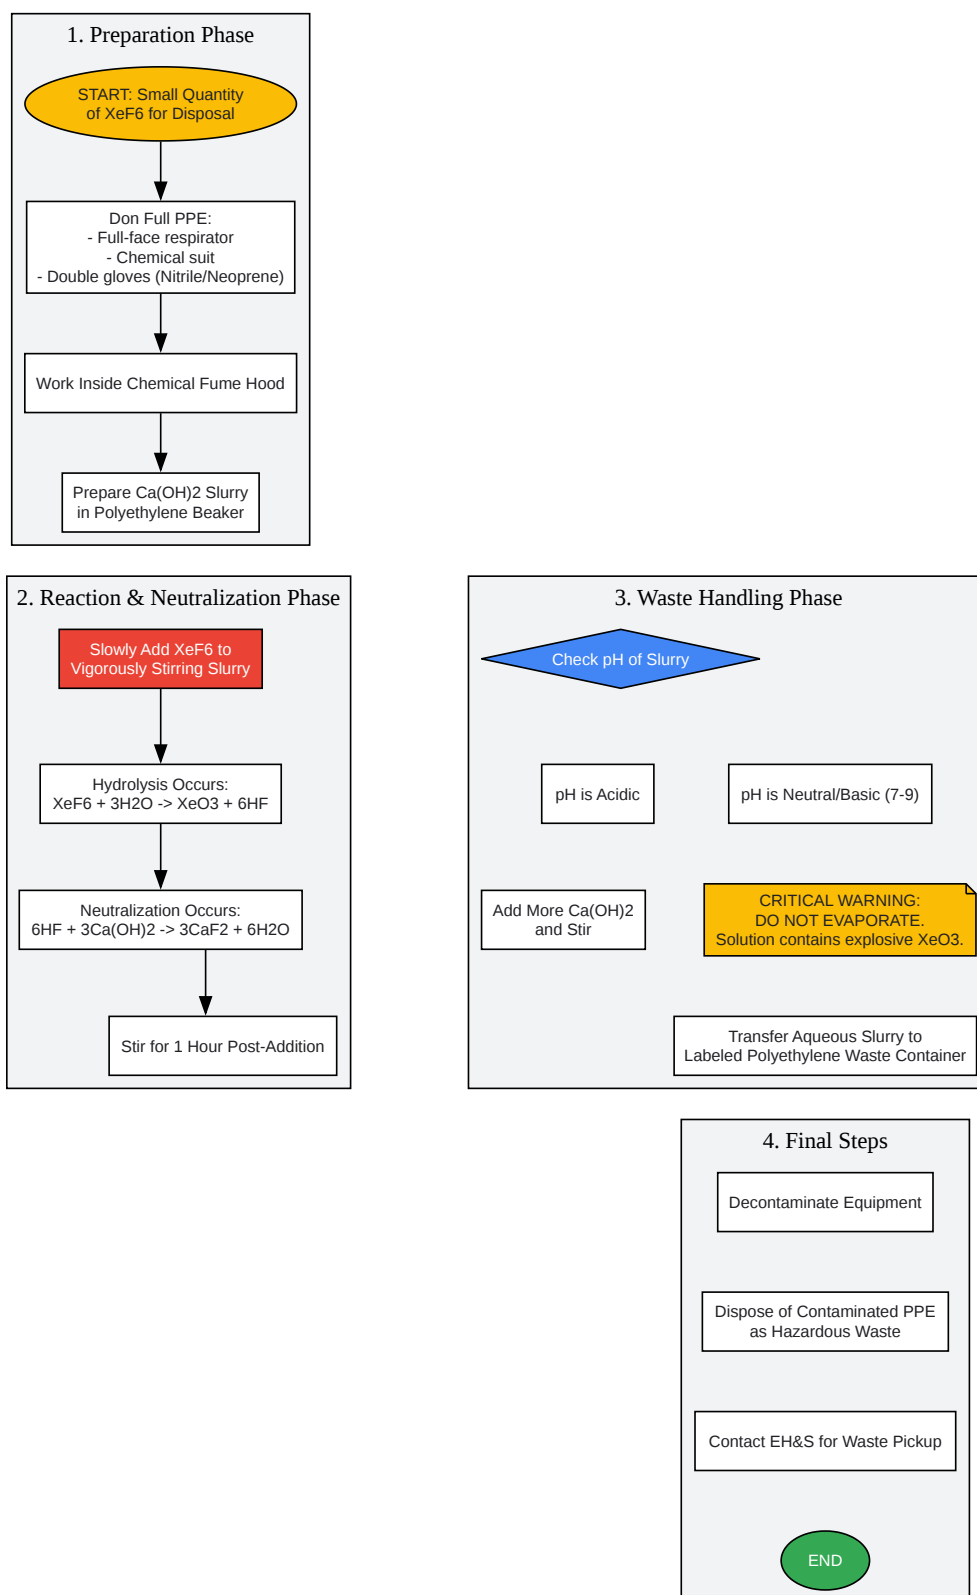 1. Preparation Phase
START: Small Quantity
of XeF6 for Disposal
Don Full PPE:
- Full-face respirator
- Chemical suit
- Double gloves (Nitrile/Neoprene)
Work Inside Chemical Fume Hood
Prepare Ca(OH)2 Slurry
in Polyethylene Beaker
2. Reaction & Neutralization Phase
Slowly Add XeF6 to
Vigorously Stirring Slurry
Hydrolysis Occurs:
XeF6 + 3H2O -> XeO3 + 6HF
Neutralization Occurs:
6HF + 3Ca(OH)2 -> 3CaF2 + 6H2O
Stir for 1 Hour Post-Addition
3. Waste Handling Phase
Check pH of Slurry
pH is Acidic
pH is Neutral/Basic (7-9)
Add More Ca(OH)2
and Stir
CRITICAL WARNING:
DO NOT EVAPORATE.
Solution contains explosive XeO3.
Transfer Aqueous Slurry to
Labeled Polyethylene Waste Container
4. Final Steps
Decontaminate Equipment
Dispose of Contaminated PPE
as Hazardous Waste
Contact EH&S for Waste Pickup
END